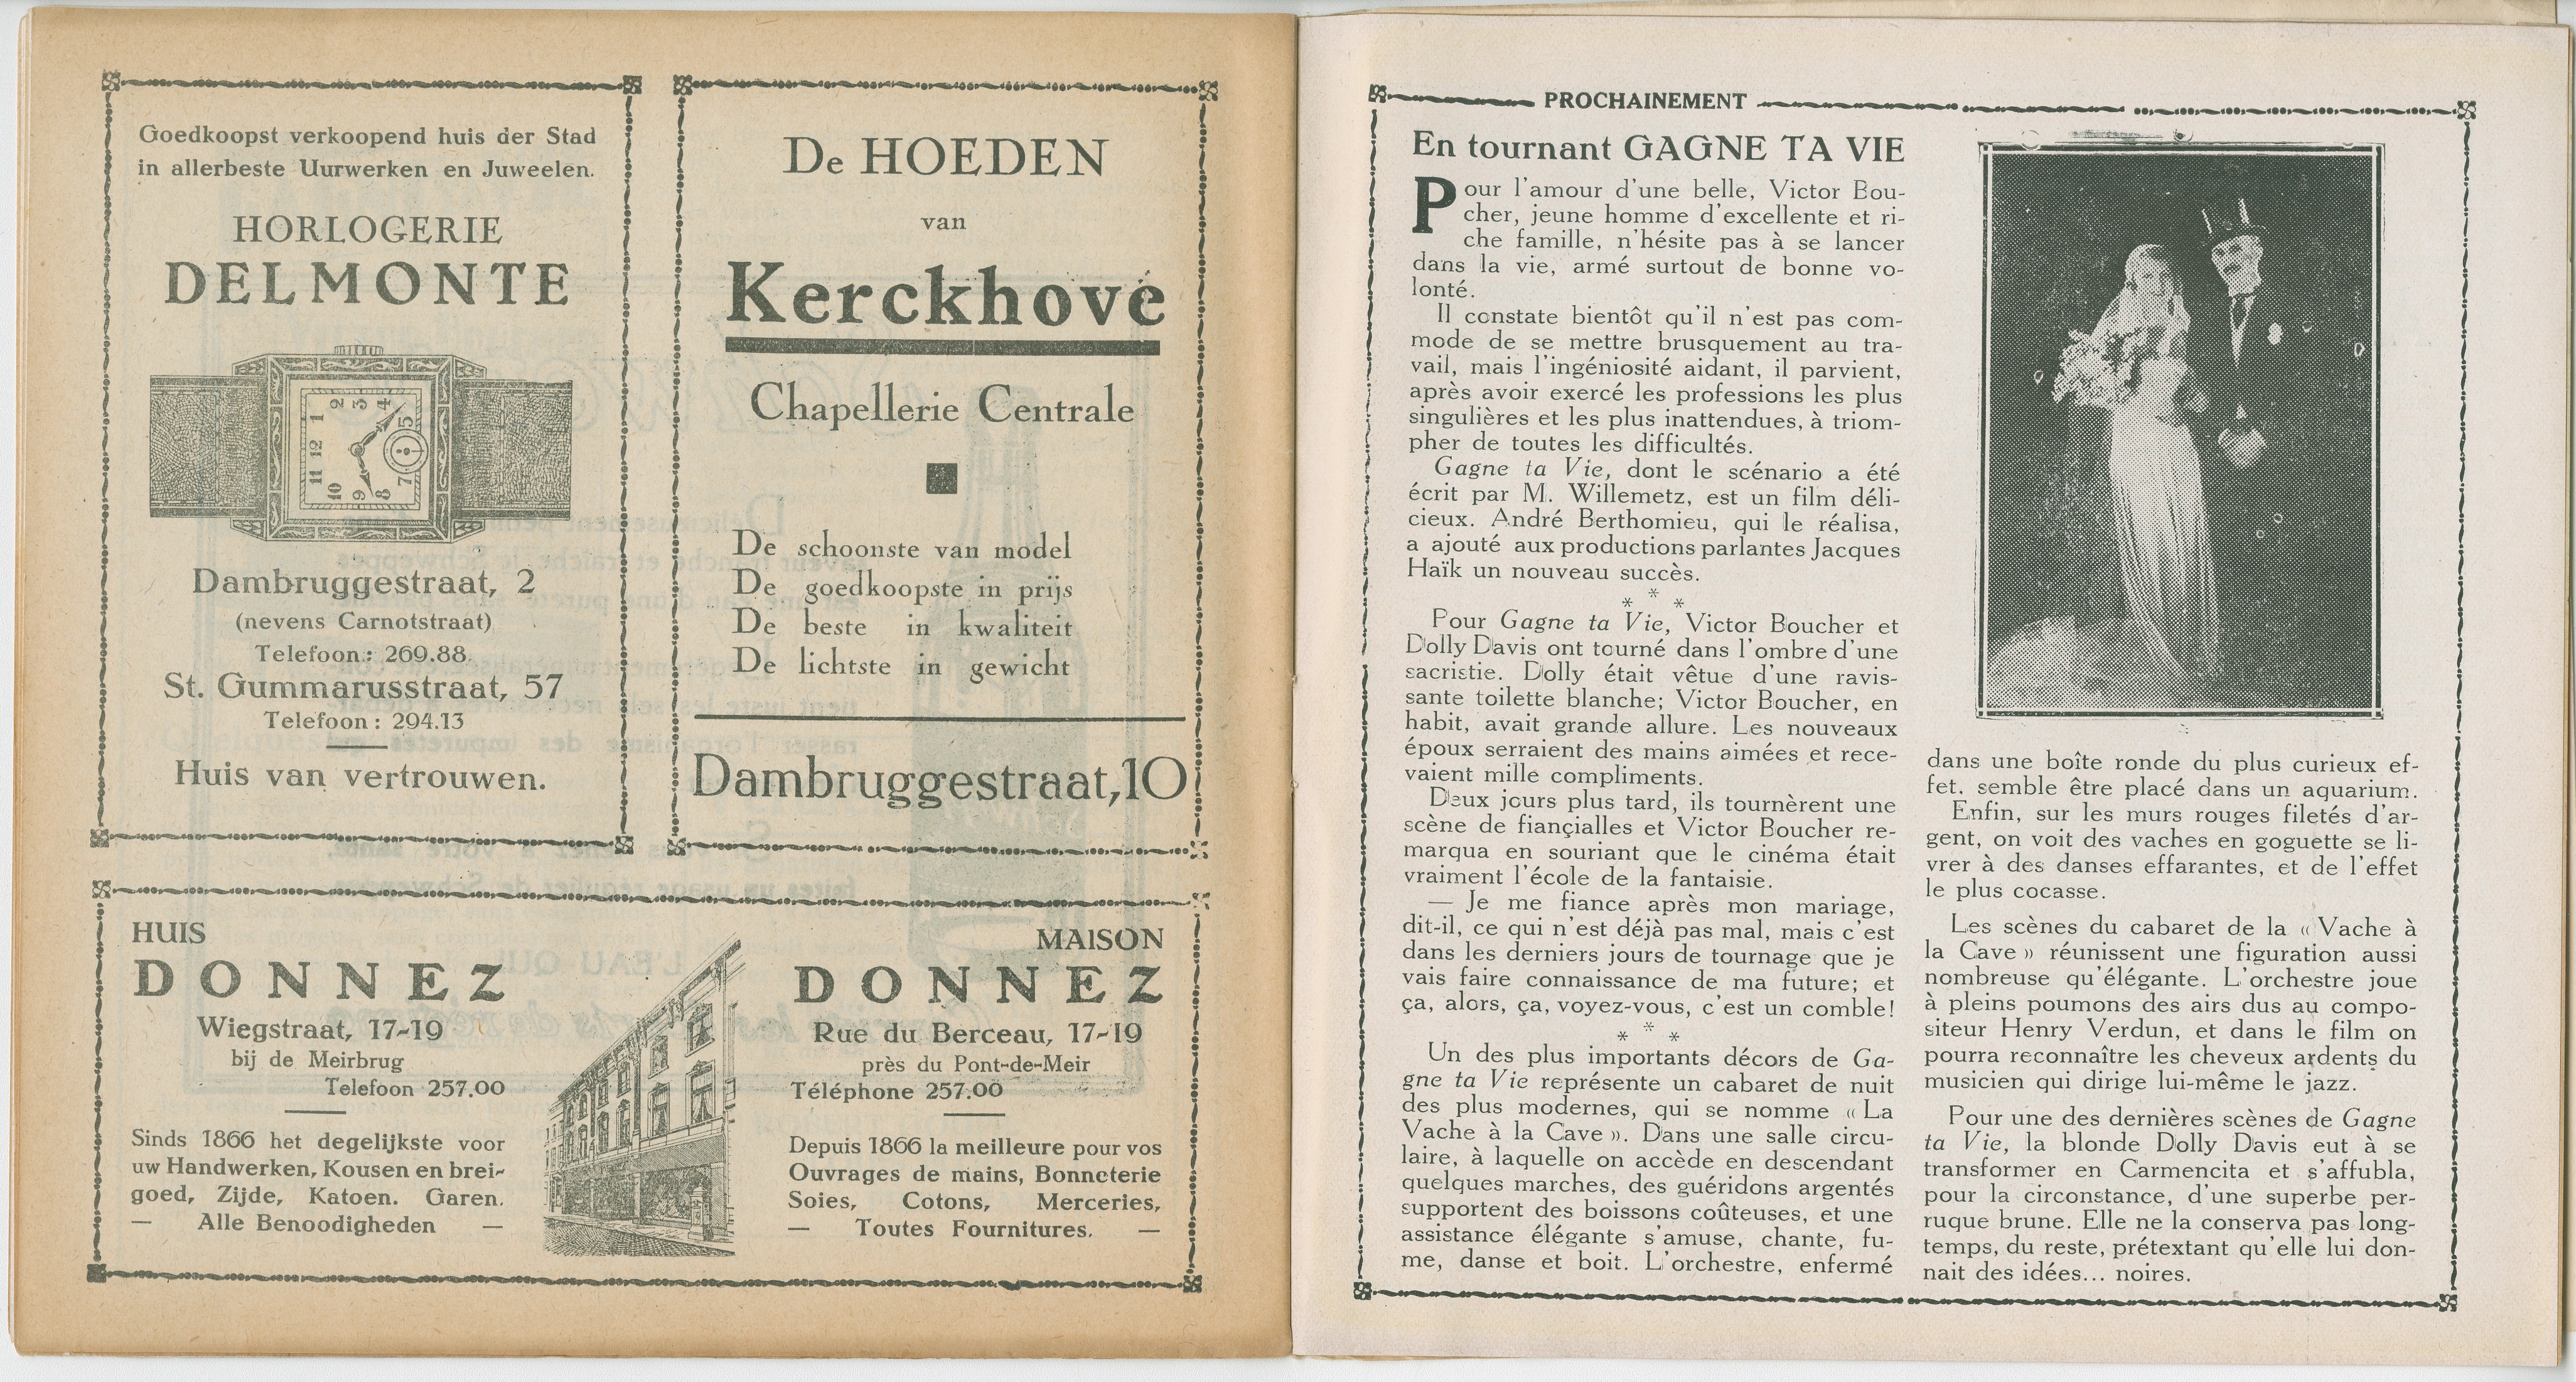 Goedkoopst verkoopend huis der Stad
in allerbeste Uurwerken en Juweelen.
HORLOGERIE
DELMONTE
Dambruggestraat, 2
(nevens Carnotstraat)
Telefoon : 269.88
St. Gummarusstraat, 57
Telefoon : 294.13
Huis van vertrouwen.
De HOEDEN
van
Kerckhove
Chapellerie Centrale
De schoonste van model
De goedkoopste in prijs
De beste in kwaliteit
De lichtste in gewicht
Dambruggestraat, 10
HUIS
DONNEZ
Wiegstraat, 17-19
bij de Meirbrug
Telefoon 257.00
Sinds 1866 het degelijkste voor
uw Handwerken, Kousen en brei-
goed, Zijde, Katoen. Garen.
— Alle Benoodigheden —
MAISON
DONNEZ
Rue du Berceau, 17-19
près du Pont-de-Meir
Téléphone 257.00
Depuis 1866 la meilleure pour vos
Ouvrages de mains, Bonneterie
Soies, Cotons, Merceries,
— Toutes Fournitures. —
PROCHAINEMENT
En tournant GAGNE TA VIE
Pour l'amour d'une belle, Victor Bou-
cher, jeune homme d'excellente et ri-
che famille, n'hésite pas à se lancer
dans la vie, armé surtout de bonne vo-
lonté.
Il constate bientôt qu'il n'est pas com-
mode de se mettre brusquement au tra-
vail, mais l'ingéniosité aidant, il parvient,
après avoir exercé les professions les plus
singulières et les plus inattendues, à triom-
pher de toutes les difficultés.
Gagne ta Vie, dont le scénario a été
écrit par M. Willemetz, est un film déli-
cieux. André Berthomieu, qui le réalisa,
a ajouté aux productions parlantes Jacques
Haïk un nouveau succès.
* * *
Pour Gagne ta Vie, Victor Boucher et
Dolly Davis ont tourné dans l'ombre d'une
sacristie. Dolly était vêtue d'une ravis-
sante toilette blanche; Victor Boucher, en
habit, avait grande allure. Les nouveaux
époux serraient des mains aimées et rece-
vaient mille compliments.
Deux jours plus tard, ils tournèrent une
scène de fiançialles et Victor Boucher re-
marqua en souriant que le cinéma était
vraiment l'école de la fantaisie.
— Je me fiance après mon mariage,
dit-il, ce qui n'est déjà pas mal, mais c'est
dans les derniers jours de tournage que je
vais faire connaissance de ma future; et
ça, alors, ça, voyez-vous, c'est un comble!
* * *
Un des plus importants décors de Ga-
gne ta Vie représente un cabaret de nuit
des plus modernes, qui se nomme « La
Vache à la Cave ». Dans une salle circu-
laire, à laquelle on accède en descendant
quelques marches, des guéridons argentés
supportent des boissons coûteuses, et une
assistance élégante s'amuse, chante, fu-
me, danse et boit. L'orchestre, enfermé
dans une boîte ronde du plus curieux ef-
fet, semble être placé dans un aquarium.
Enfin, sur les murs rouges filetés d'ar-
gent, on voit des vaches en goguette se li-
vrer à des danses effarantes, et de l'effet
le plus cocasse.
Les scènes du cabaret de la « Vache à
la Cave » réunissent une figuration aussi
nombreuse qu'élégante. L'orchestre joue
à pleins poumons des airs dus au compo-
siteur Henry Verdun, et dans le film on
pourra reconnaître les cheveux ardents du
musicien qui dirige lui-même le jazz.
Pour une des dernières scènes de Gagne
ta Vie, la blonde Dolly Davis eut à se
transformer en Carmencita et s'affubla,
pour la circonstance, d'une superbe per-
ruque brune. Elle ne la conserva pas long-
temps, du reste, prétextant qu'elle lui don-
nait des idées... noires.